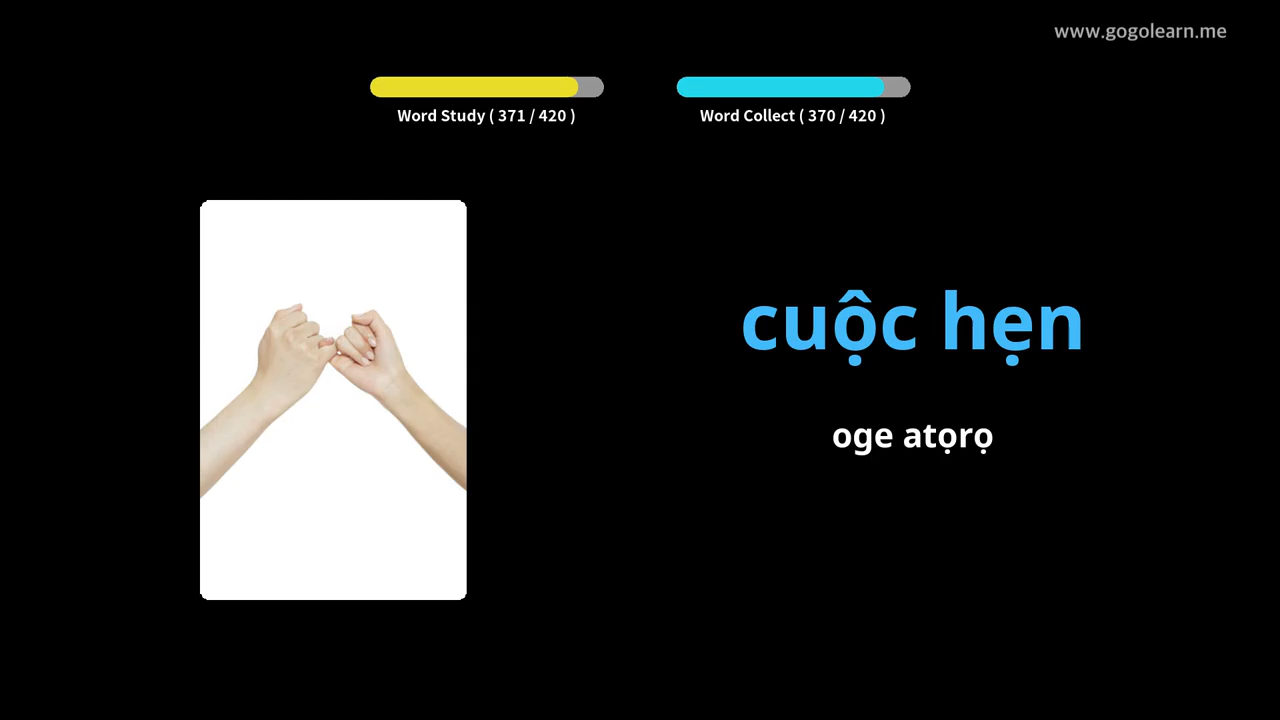 www.gogolearn.me
Word Study ( 371 / 420 )
Word Collect ( 370 / 420 )
cuộc hẹn
oge atọrọ